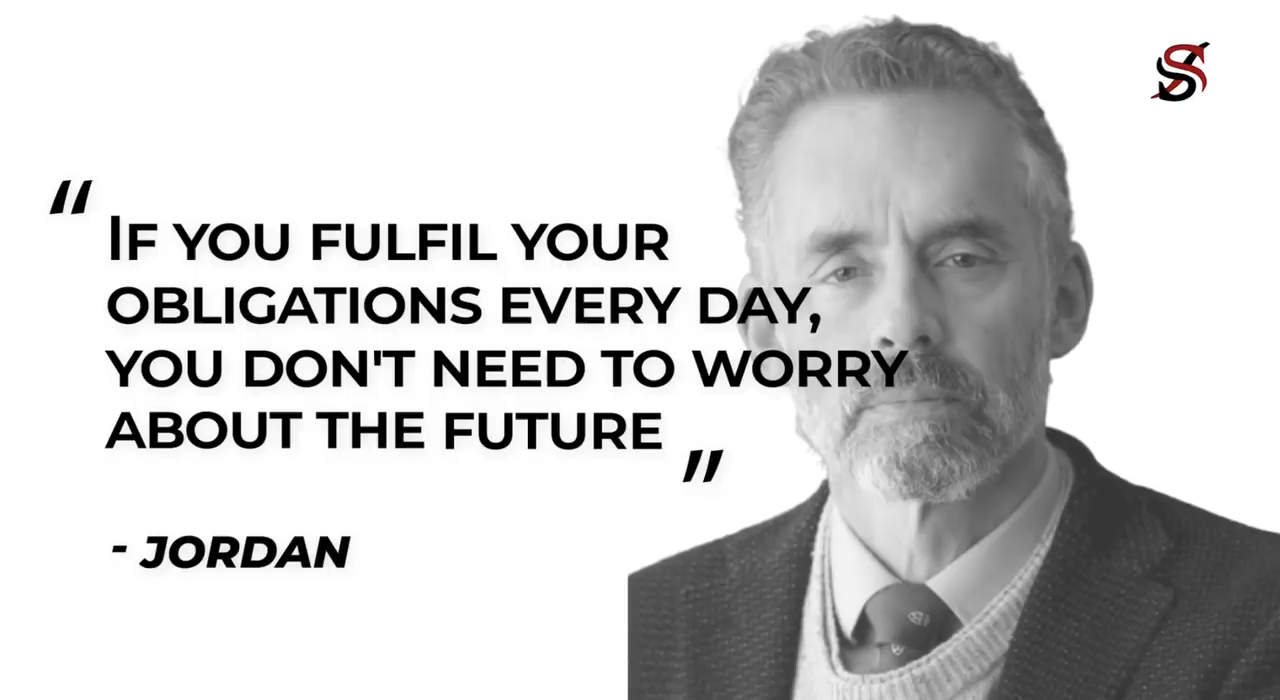 “IF YOU FULFIL YOUR
OBLIGATIONS EVERY DAY,
YOU DON'T NEED TO WORRY
ABOUT THE FUTURE”
- JORDAN